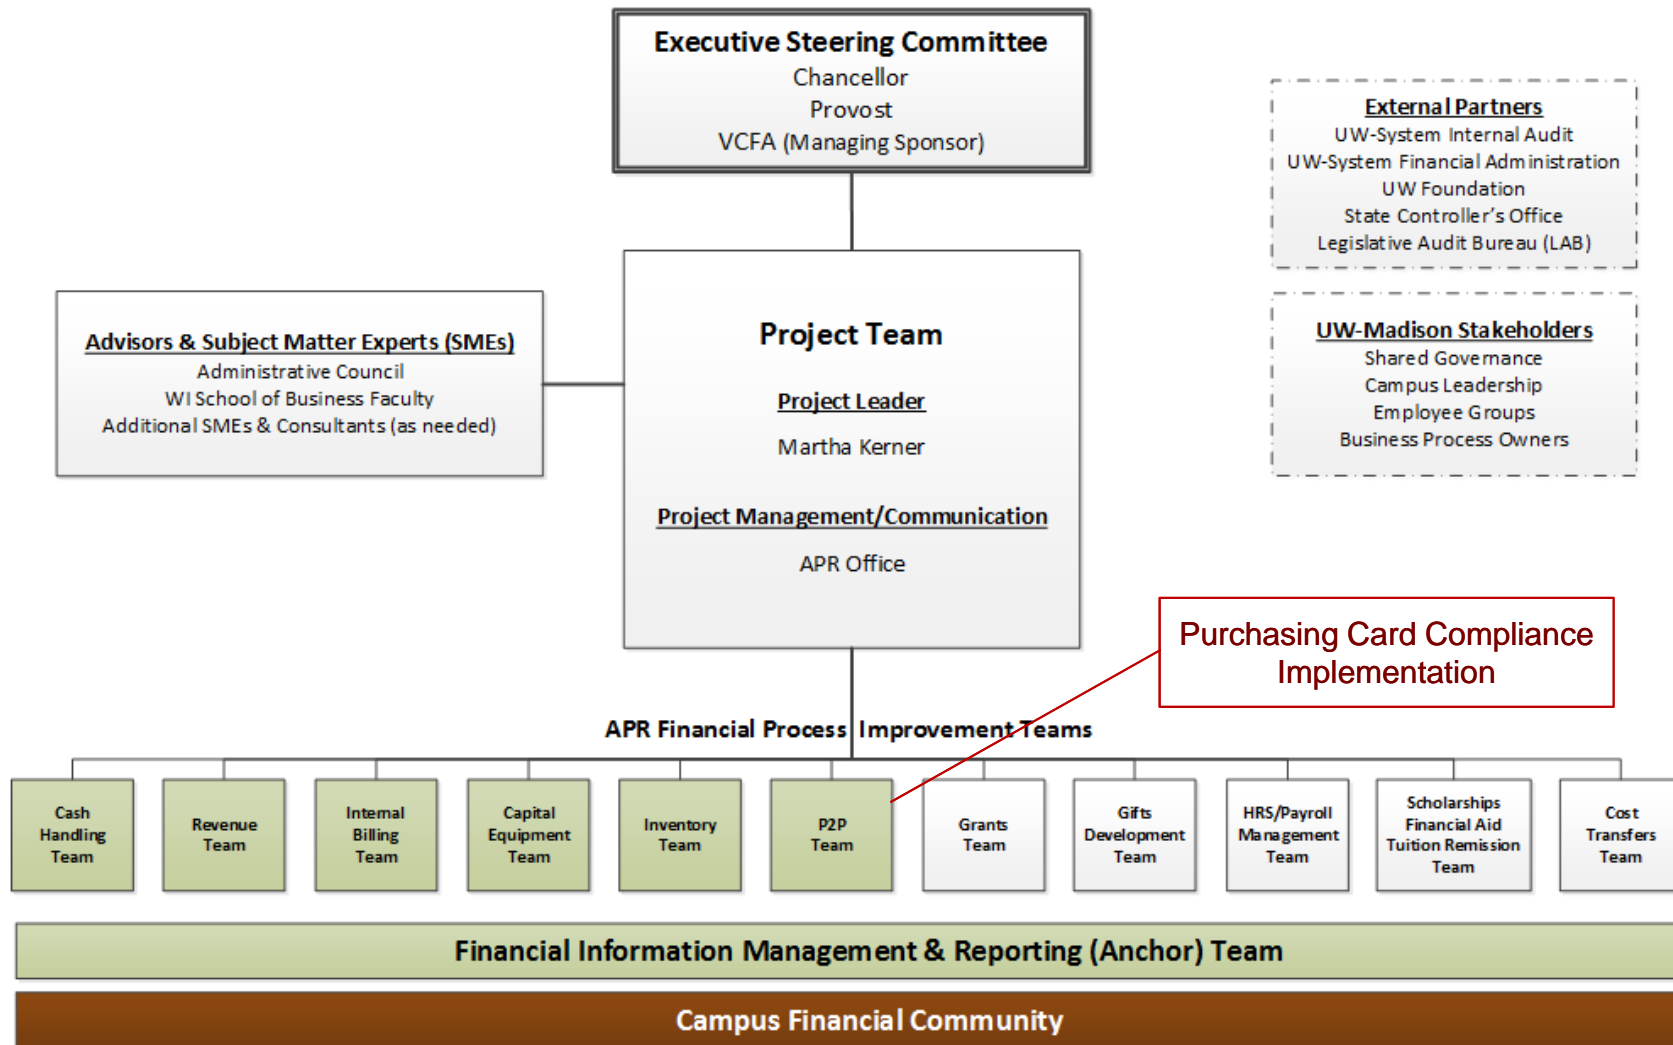 Executive Steering Committee
Chancellor
Provost
VCFA (Managing Sponsor)
External Partners
UW-System Internal Audit
UW-System Financial Administration
UW Foundation
State Controller's Office
Legislative Audit Bureau (LAB)
Advisors & Subject Matter Experts (SMEs)
Administrative Council
WI School of Business Faculty
Additional SMEs & Consultants (as needed)
Project Team
Project Leader
Martha Kerner
Project Management/Communication
APR Office
UW-Madison Stakeholders
Shared Governance
Campus Leadership
Employee Groups
Business Process Owners
Purchasing Card Compliance
Implementation
APR Financial Process Improvement Teams
Cash
Handling
Team
Revenue
Team
Internal
Billing
Team
Capital
Equipment
Team
Inventory
Team
P2P
Team
Grants
Team
Gifts
Development
Team
HRS/Payroll
Management
Team
Scholarships
Financial Aid
Tuition Remission
Team
Cost
Transfers
Team
Financial Information Management & Reporting (Anchor) Team
Campus Financial Community